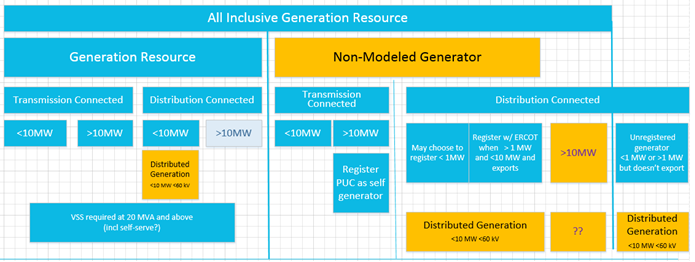 All Inclusive Generation Resource
Generation Resource
Non-Modeled Generator
Transmission Connected
Distribution Connected
Transmission
Connected
Distribution Connected
<10MW
>10MW
<10MW
>10MW
<10MW
>10MW
May choose to
register < 1MW
Register w/ ERCOT
when > 1 MW
and <10 MW and
exports
>10MW
Unregistered
generator
<1 MW or >1 MW
but doesn't export
Distributed
Generation
<10 MW <60 kV
Register
PUC as self
generator
VSS required at 20 MVA and above
(incl self-serve?)
Distributed Generation
<10 MW <60 kV
??
Distributed
Generation
<10 MW <60 kV